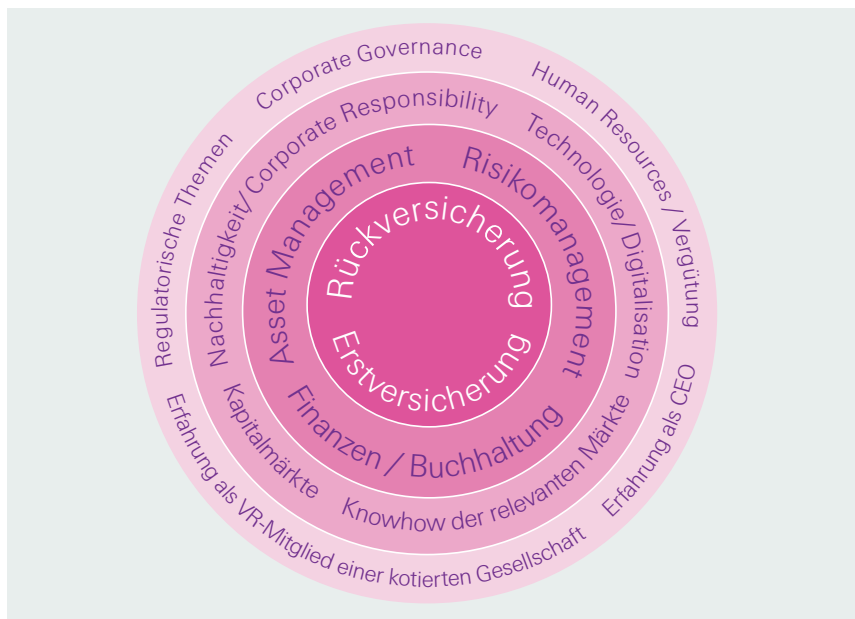 Corporate Governance
Human Resources / Vergütung
Regulatorische Themen
Erfahrung als VR-Mitglied einer kotierten Gesellschaft
Erfahrung als CEO
Nachhaltigkeit/ Corporate Responsibility
Technologie/ Digitalisation
Kapitalmärkte
Knowhow der relevanten Märkte
Asset Management
Risikomanagement
Finanzen / Buchhaltung
Rückversicherung
Erstversicherung